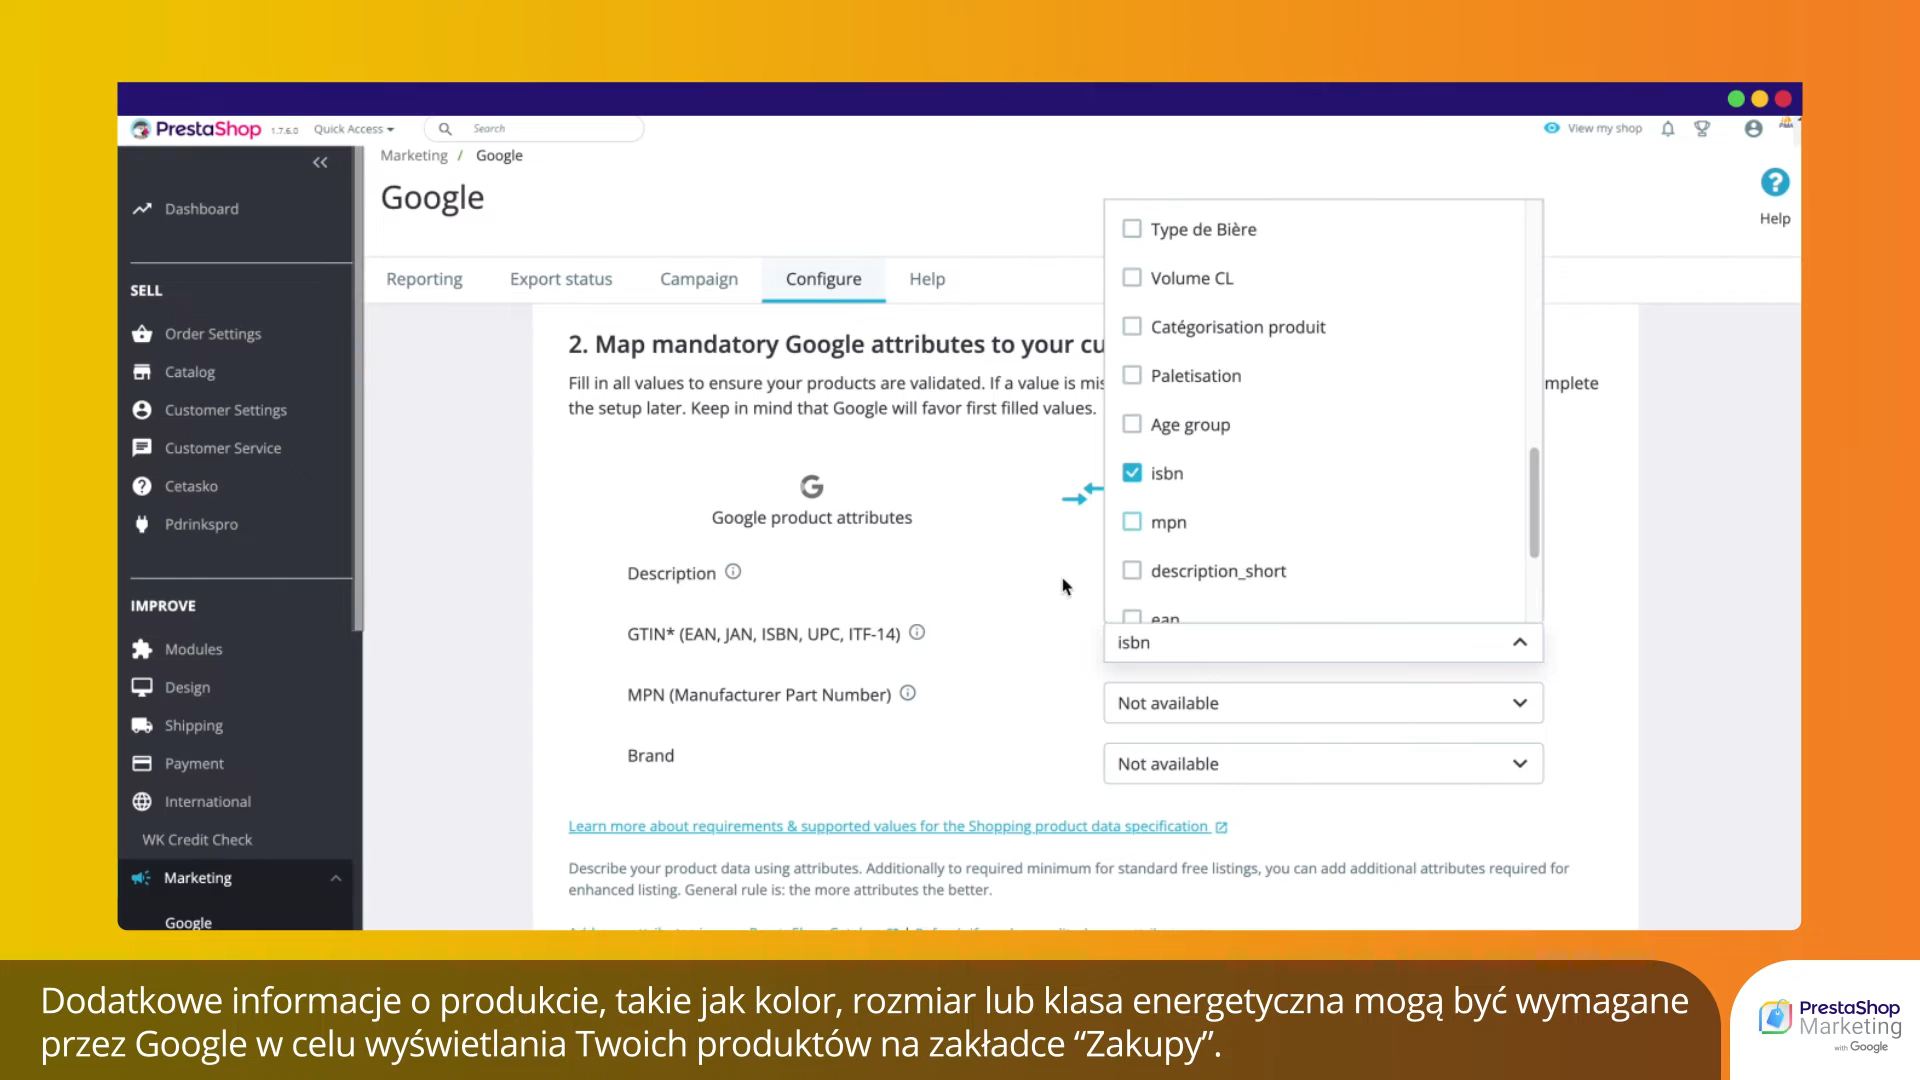 PrestaShop 1.7.6.0 Quick Access Search View my shop
Marketing / Google
Google
Help
Dashboard
SELL
Order Settings
Catalog
Customer Settings
Customer Service
Cetasko
Pdrinkspro
IMPROVE
Modules
Design
Shipping
Payment
International
WK Credit Check
Marketing
Google
Reporting Export status Campaign Configure Help
2. Map mandatory Google attributes to your
Fill in all values to ensure your products are validated. If a value is
the setup later. Keep in mind that Google will favor first filled values.
Google product attributes
Description
GTIN* (EAN, JAN, ISBN, UPC, ITF-14)
MPN (Manufacturer Part Number)
Brand
Type de Bière
Volume CL
Catégorisation produit
Paletisation
Age group
isbn
mpn
description_short
ean
isbn
Not available
Not available
Learn more about requirements & supported values for the Shopping product data specification
Describe your product data using attributes. Additionally to required minimum for standard free listings, you can add additional attributes required for
enhanced listing. General rule is: the more attributes the better.
Dodatkowe informacje o produkcie, takie jak kolor, rozmiar lub klasa energetyczna mogą być wymagane
przez Google w celu wyświetlania Twoich produktów na zakładce “Zakupy”.
PrestaShop
Marketing
with Google